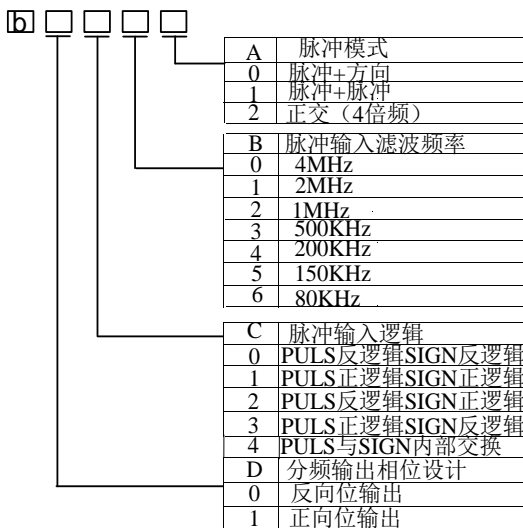 b
A 脉冲模式
0 脉冲+方向
1 脉冲+脉冲
2 正交（4倍频）
B 脉冲输入滤波频率
0 4MHz
1 2MHz
2 1MHz
3 500KHz
4 200KHz
5 150KHz
6 80KHz
C 脉冲输入逻辑
0 PULS反逻辑SIGN反逻辑
1 PULS正逻辑SIGN正逻辑
2 PULS反逻辑SIGN正逻辑
3 PULS正逻辑SIGN反逻辑
4 PULS与SIGN内部交换
D 分频输出相位设计
0 反向位输出
1 正向位输出